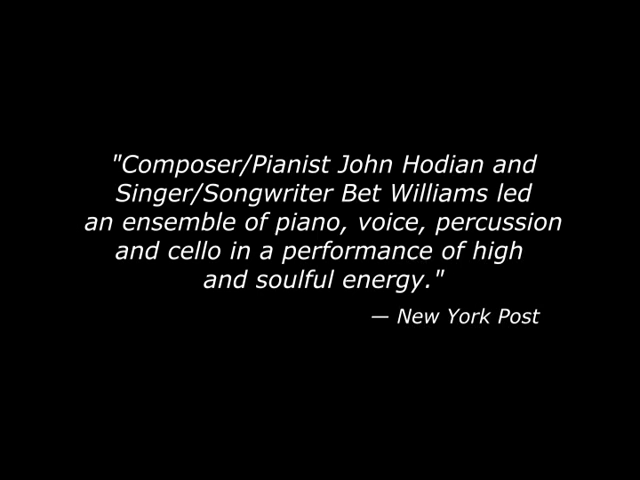 "Composer/Pianist John Hodian and
Singer/Songwriter Bet Williams led
an ensemble of piano, voice, percussion
and cello in a performance of high
and soulful energy."
— New York Post